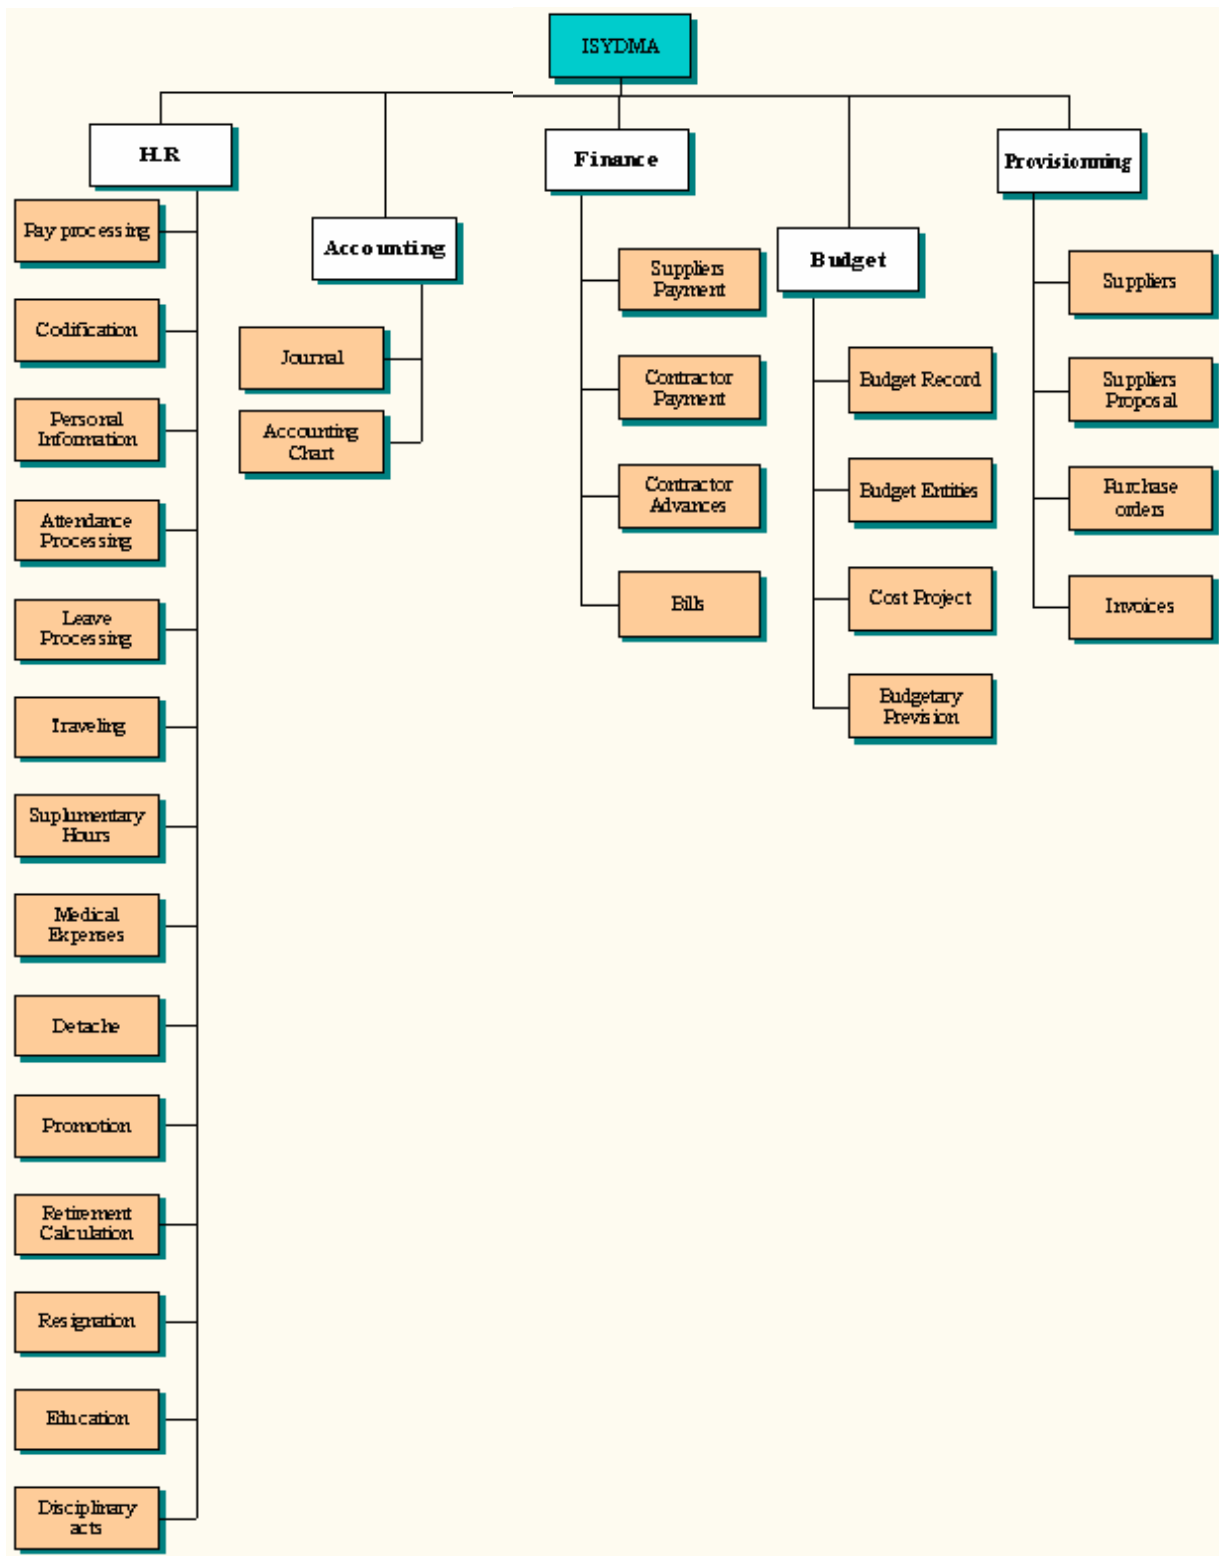 ISYDMA
H.R
Pay processing
Codification
Personal
Information
Attendance
Processing
Leave
Processing
Traveling
Suplumentary
Hours
Medical
Expenses
Detache
Promotion
Retirement
Calculation
Resignation
Education
Disciplinary
acts
Accounting
Journal
Accounting
Chart
Finance
Suppliers
Payment
Contractor
Payment
Contractor
Advances
Bills
Budget
Budget Record
Budget Entities
Cost Project
Budgetary
Prevision
Provisionning
Suppliers
Suppliers
Proposal
Purchase
orders
Invoices